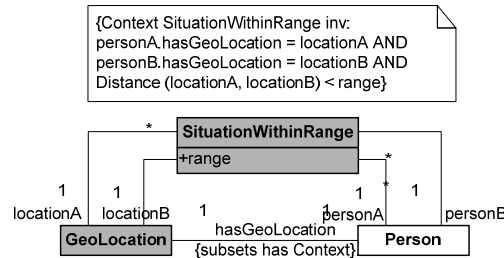 {Context SituationWithinRange inv:
personA.hasGeoLocation = locationA AND
personB.hasGeoLocation = locationB AND
Distance (locationA, locationB) < range}
* SituationWithinRange
+range *
*
1 1 1 1
locationA locationB 1 1 personA personB
hasGeoLocation
GeoLocation Person
{subsets has Context}